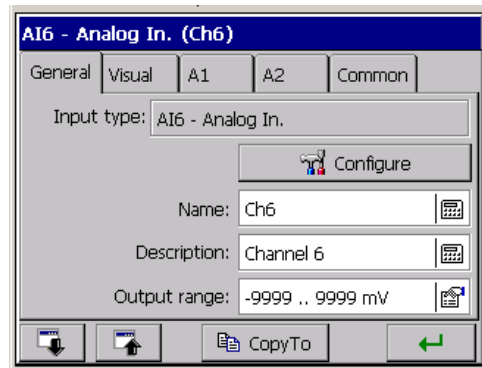 AI6 - Analog In. (Ch6)
General Visual A1 A2 Common
Input type: AI6 - Analog In.
Configure
Name: Ch6
Description: Channel 6
Output range: -9999 .. 9999 mV
CopyTo